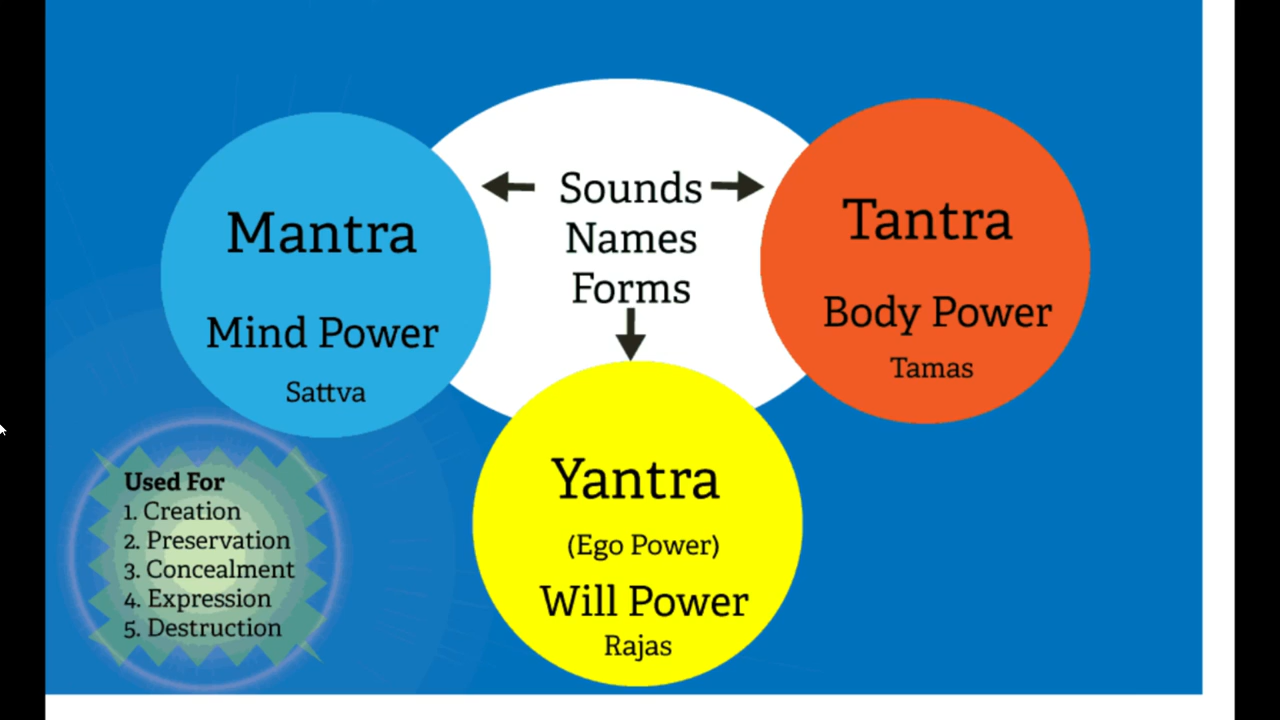 Mantra
Mind Power
Sattva
Sounds
Names
Forms
Tantra
Body Power
Tamas
Yantra
(Ego Power)
Will Power
Rajas
Used For
1. Creation
2. Preservation
3. Concealment
4. Expression
5. Destruction